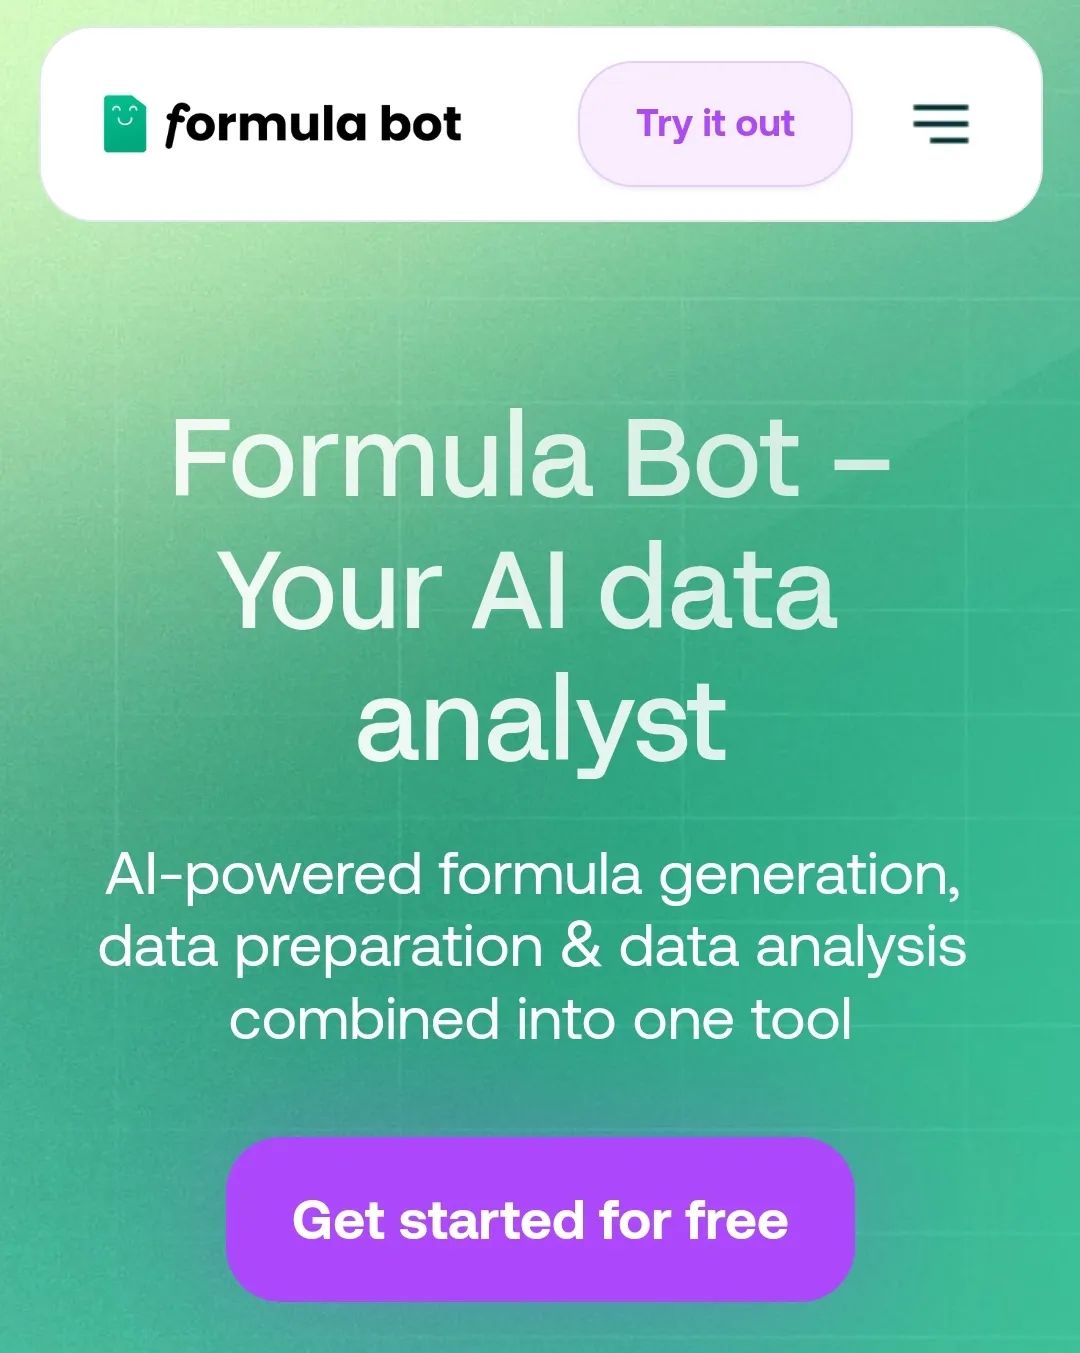 formula bot
Try it out
Formula Bot –
Your AI data
analyst
AI-powered formula generation,
data preparation & data analysis
combined into one tool
Get started for free